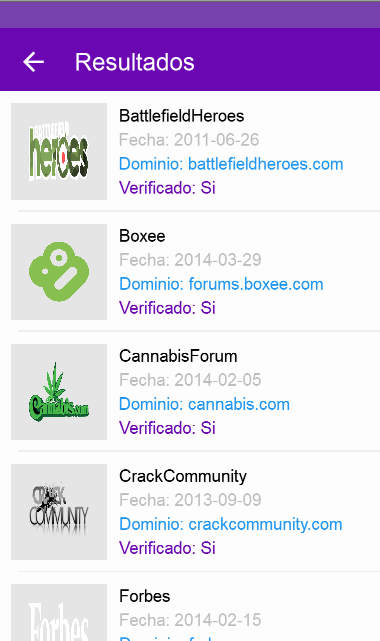 Resultados
BATTLEFIELD
heroes
BattlefieldHeroes
Fecha: 2011-06-26
Dominio: battlefieldheroes.com
Verificado: Si
Boxee
Fecha: 2014-03-29
Dominio: forums.boxee.com
Verificado: Si
Cannabis.com
CannabisForum
Fecha: 2014-02-05
Dominio: cannabis.com
Verificado: Si
CRACK
COMMUNITY
CrackCommunity
Fecha: 2013-09-09
Dominio: crackcommunity.com
Verificado: Si
Forbes
Forbes
Fecha: 2014-02-15